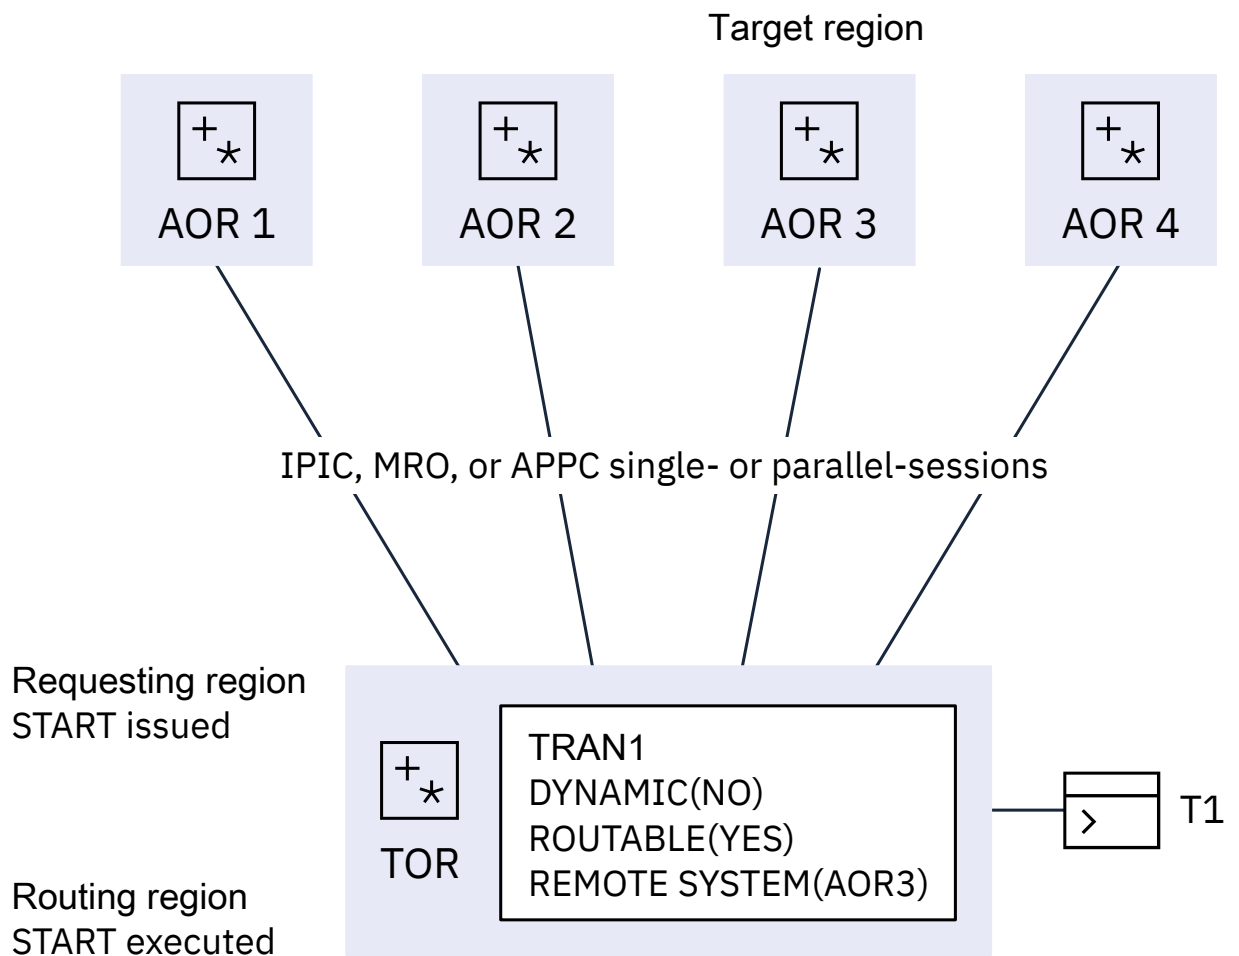 Target region
AOR 1
AOR 2
AOR 3
AOR 4
IPIC, MRO, or APPC single- or parallel-sessions
Requesting region
START issued
TRAN1
DYNAMIC(NO)
ROUTABLE(YES)
REMOTE SYSTEM(AOR3)
TOR
T1
Routing region
START executed